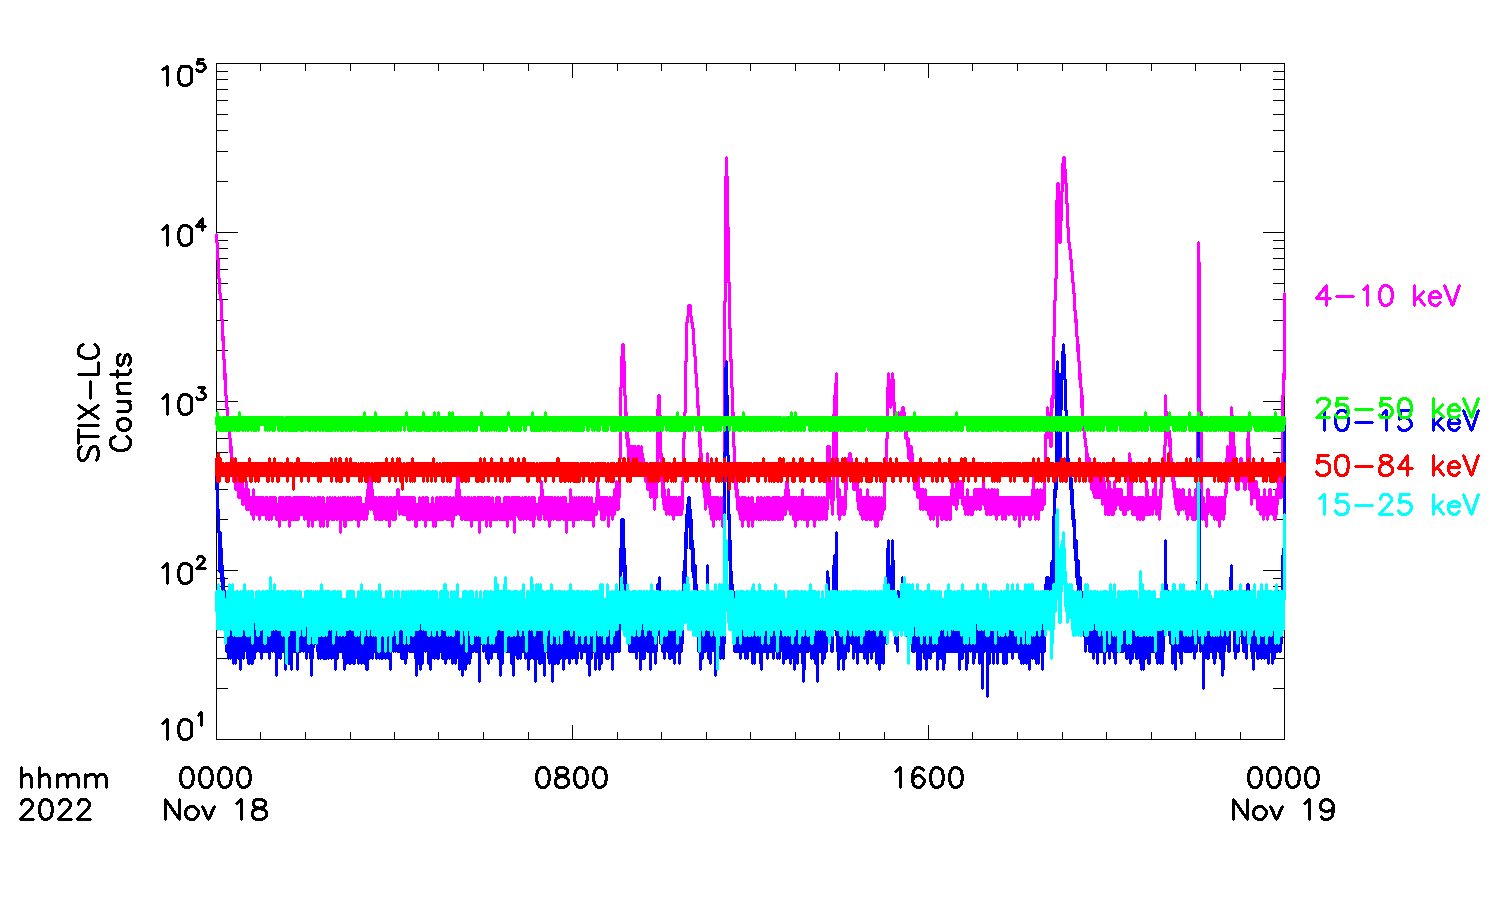 10^5
10^4
10^3
10^2
10^1
STIX-LC
Counts
4-10 keV
25-50 keV
10-15 keV
50-84 keV
15-25 keV
hhmm 0000 0800 1600 0000
2022 Nov 18 Nov 19